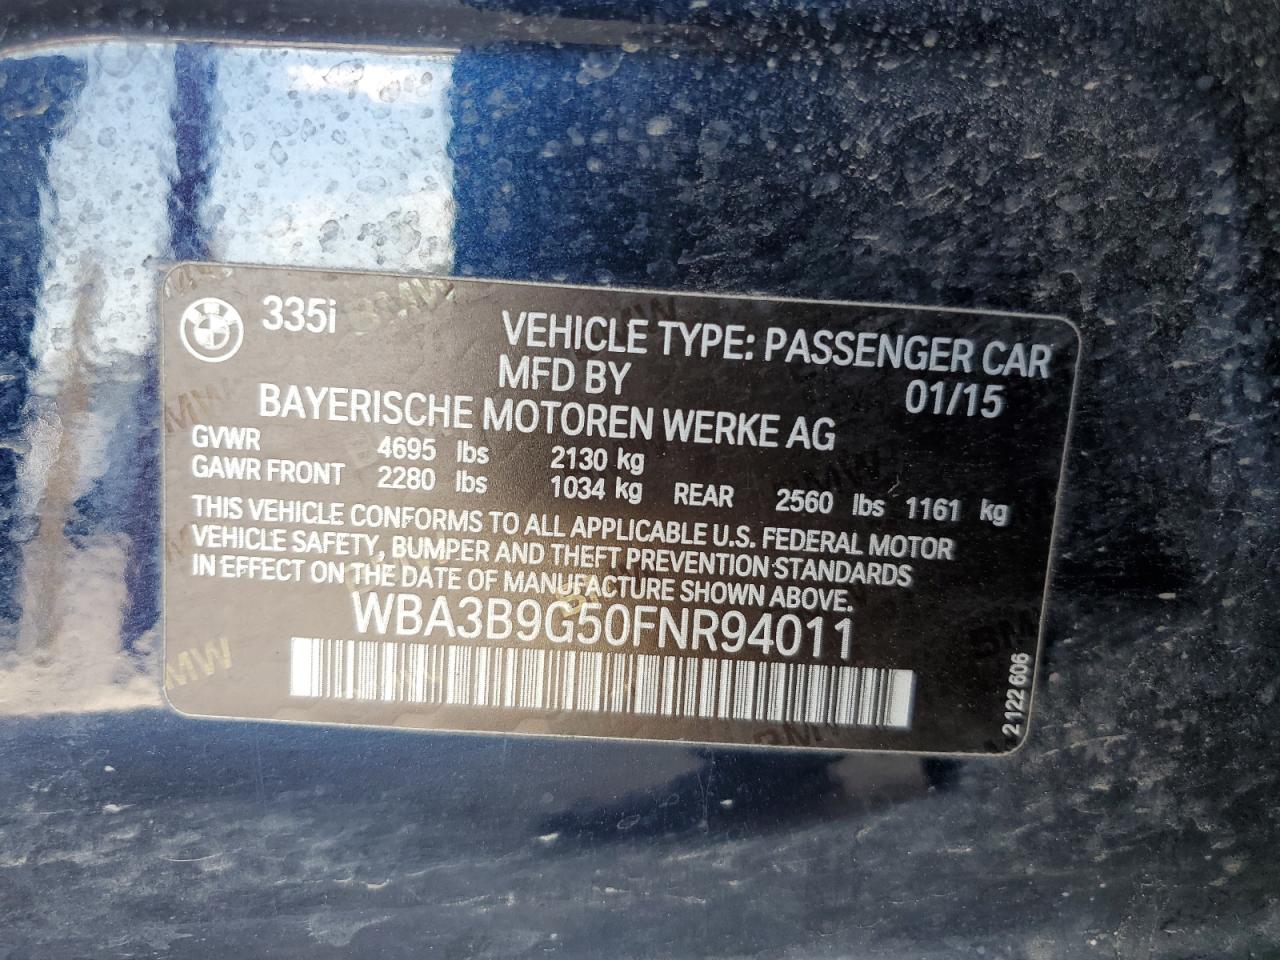 335i
VEHICLE TYPE: PASSENGER CAR
MFD BY 01/15
BAYERISCHE MOTOREN WERKE AG
GVWR 4695 lbs 2130 kg
GAWR FRONT 2280 lbs 1034 kg REAR 2560 lbs 1161 kg
THIS VEHICLE CONFORMS TO ALL APPLICABLE U.S. FEDERAL MOTOR
VEHICLE SAFETY, BUMPER AND THEFT PREVENTION STANDARDS
IN EFFECT ON THE DATE OF MANUFACTURE SHOWN ABOVE.
WBA3B9G50FNR94011
2 122 606